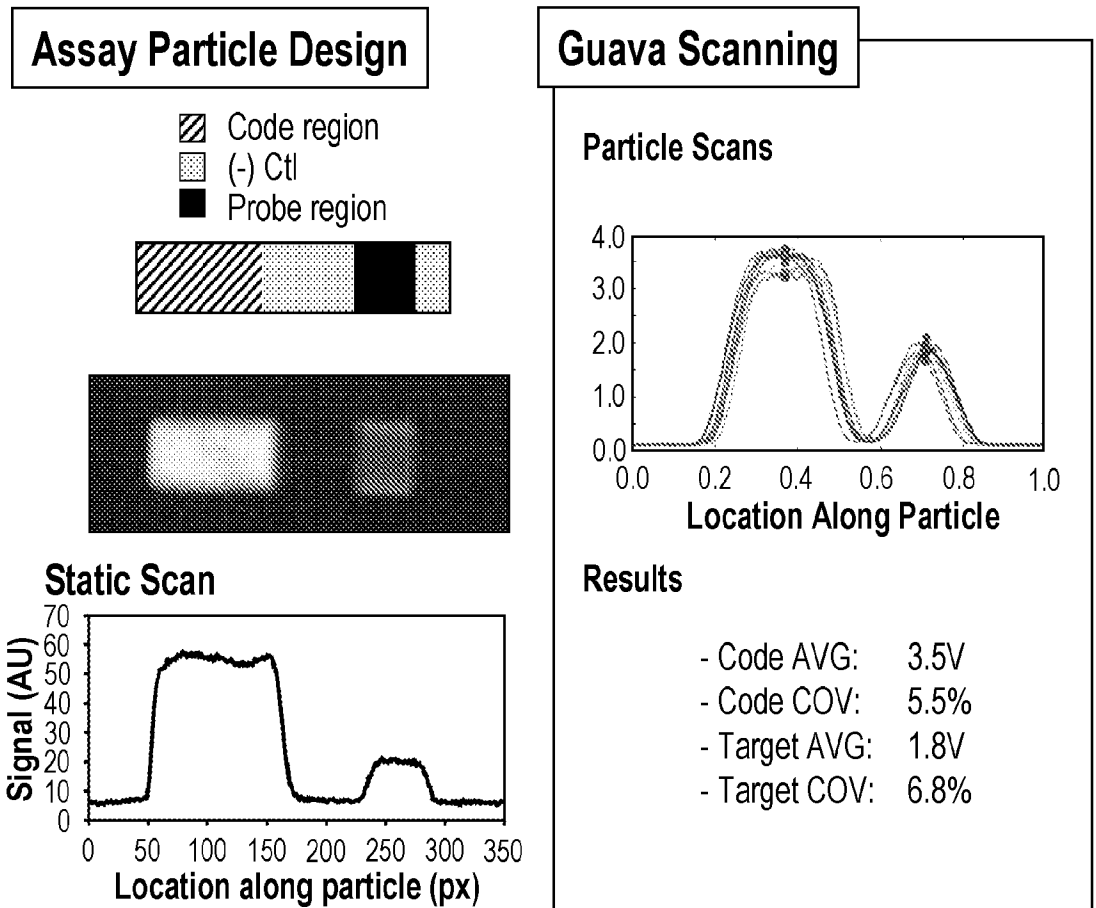 Assay Particle Design
Code region
(-) Ctl
Probe region
Static Scan
70
60
50
40
30
20
10
0
Signal (AU)
0 50 100 150 200 250 300 350
Location along particle (px)
Guava Scanning
Particle Scans
4.0
3.0
2.0
1.0
0.0
0.0 0.2 0.4 0.6 0.8 1.0
Location Along Particle
Results
- Code AVG: 3.5V
- Code COV: 5.5%
- Target AVG: 1.8V
- Target COV: 6.8%